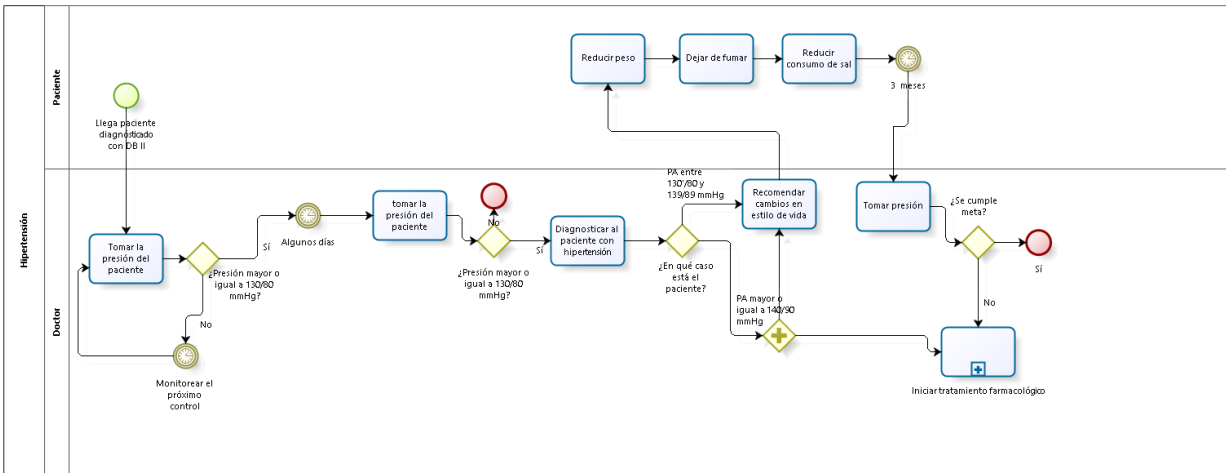 Hipertensión
Paciente
Doctor
Llega paciente
diagnósticado
con DB II
Reducir peso
Dejar de fumar
Reducir
consumo de sal
3 meses
Tomar la
presión del
paciente
¿Presión mayor o
igual a 130/80
mmHg?
Sí
No
Monitorear el
próximo
control
Algunos días
tomar la
presión del
paciente
No
¿Presión mayor o
igual a 130/80
mmHg?
Sí
Diagnosticar al
paciente con
hipertensión
¿En qué caso
está el
paciente?
PA entre
130'/80 y
139/89 mmHg
Recomendar
cambios en
estilo de vida
PA mayor o
igual a 140/90
mmHg
Tomar presión
¿Se cumple
meta?
Sí
No
Iniciar tratamiento farmacológico